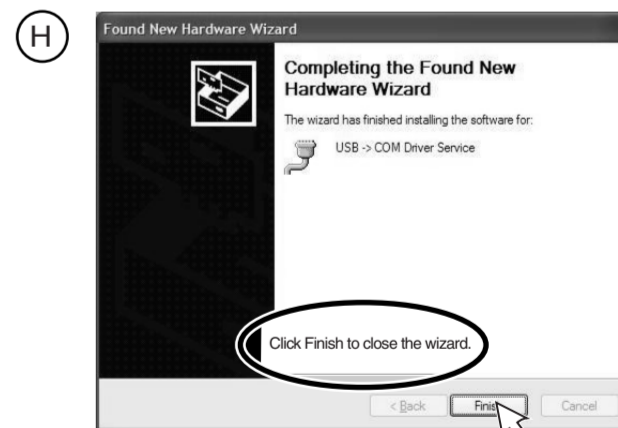 H
Found New Hardware Wizard
Completing the Found New
Hardware Wizard
The wizard has finished installing the software for:
USB -> COM Driver Service
Click Finish to close the wizard.
< Back Finish Cancel